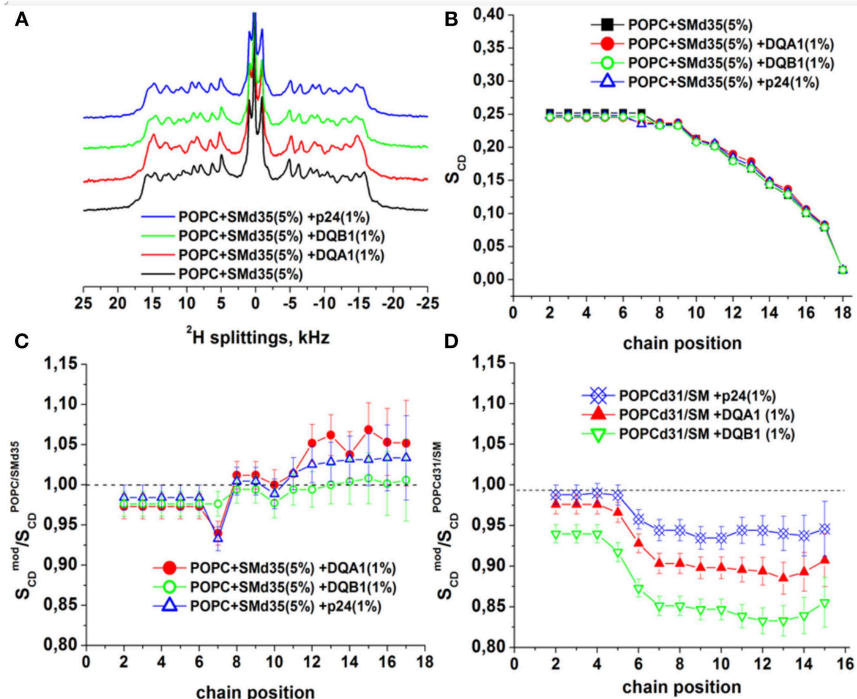 A
POPC+SMd35(5%) +p24(1%)
POPC+SMd35(5%) +DQB1(1%)
POPC+SMd35(5%) +DQA1(1%)
POPC+SMd35(5%)
25 20 15 10 5 0 -5 -10 -15 -20 -25
²H splittings, kHz
B
0,40
0,35
0,30
0,25
0,20
0,15
0,10
0,05
0,00
S_CD
POPC+SMd35(5%)
POPC+SMd35(5%) +DQA1(1%)
POPC+SMd35(5%) +DQB1(1%)
POPC+SMd35(5%) +p24(1%)
0 2 4 6 8 10 12 14 16 18
chain position
C
1,15
1,10
1,05
1,00
0,95
0,90
0,85
0,80
S_CD^mod/S_CD^POPC/SMd35
POPC+SMd35(5%) +DQA1(1%)
POPC+SMd35(5%) +DQB1(1%)
POPC+SMd35(5%) +p24(1%)
0 2 4 6 8 10 12 14 16 18
chain position
D
1,15
1,10
1,05
1,00
0,95
0,90
0,85
0,80
S_CD^mod/S_CD^POPCd31/SM
POPCd31/SM +p24(1%)
POPCd31/SM +DQA1 (1%)
POPCd31/SM +DQB1 (1%)
0 2 4 6 8 10 12 14 16
chain position